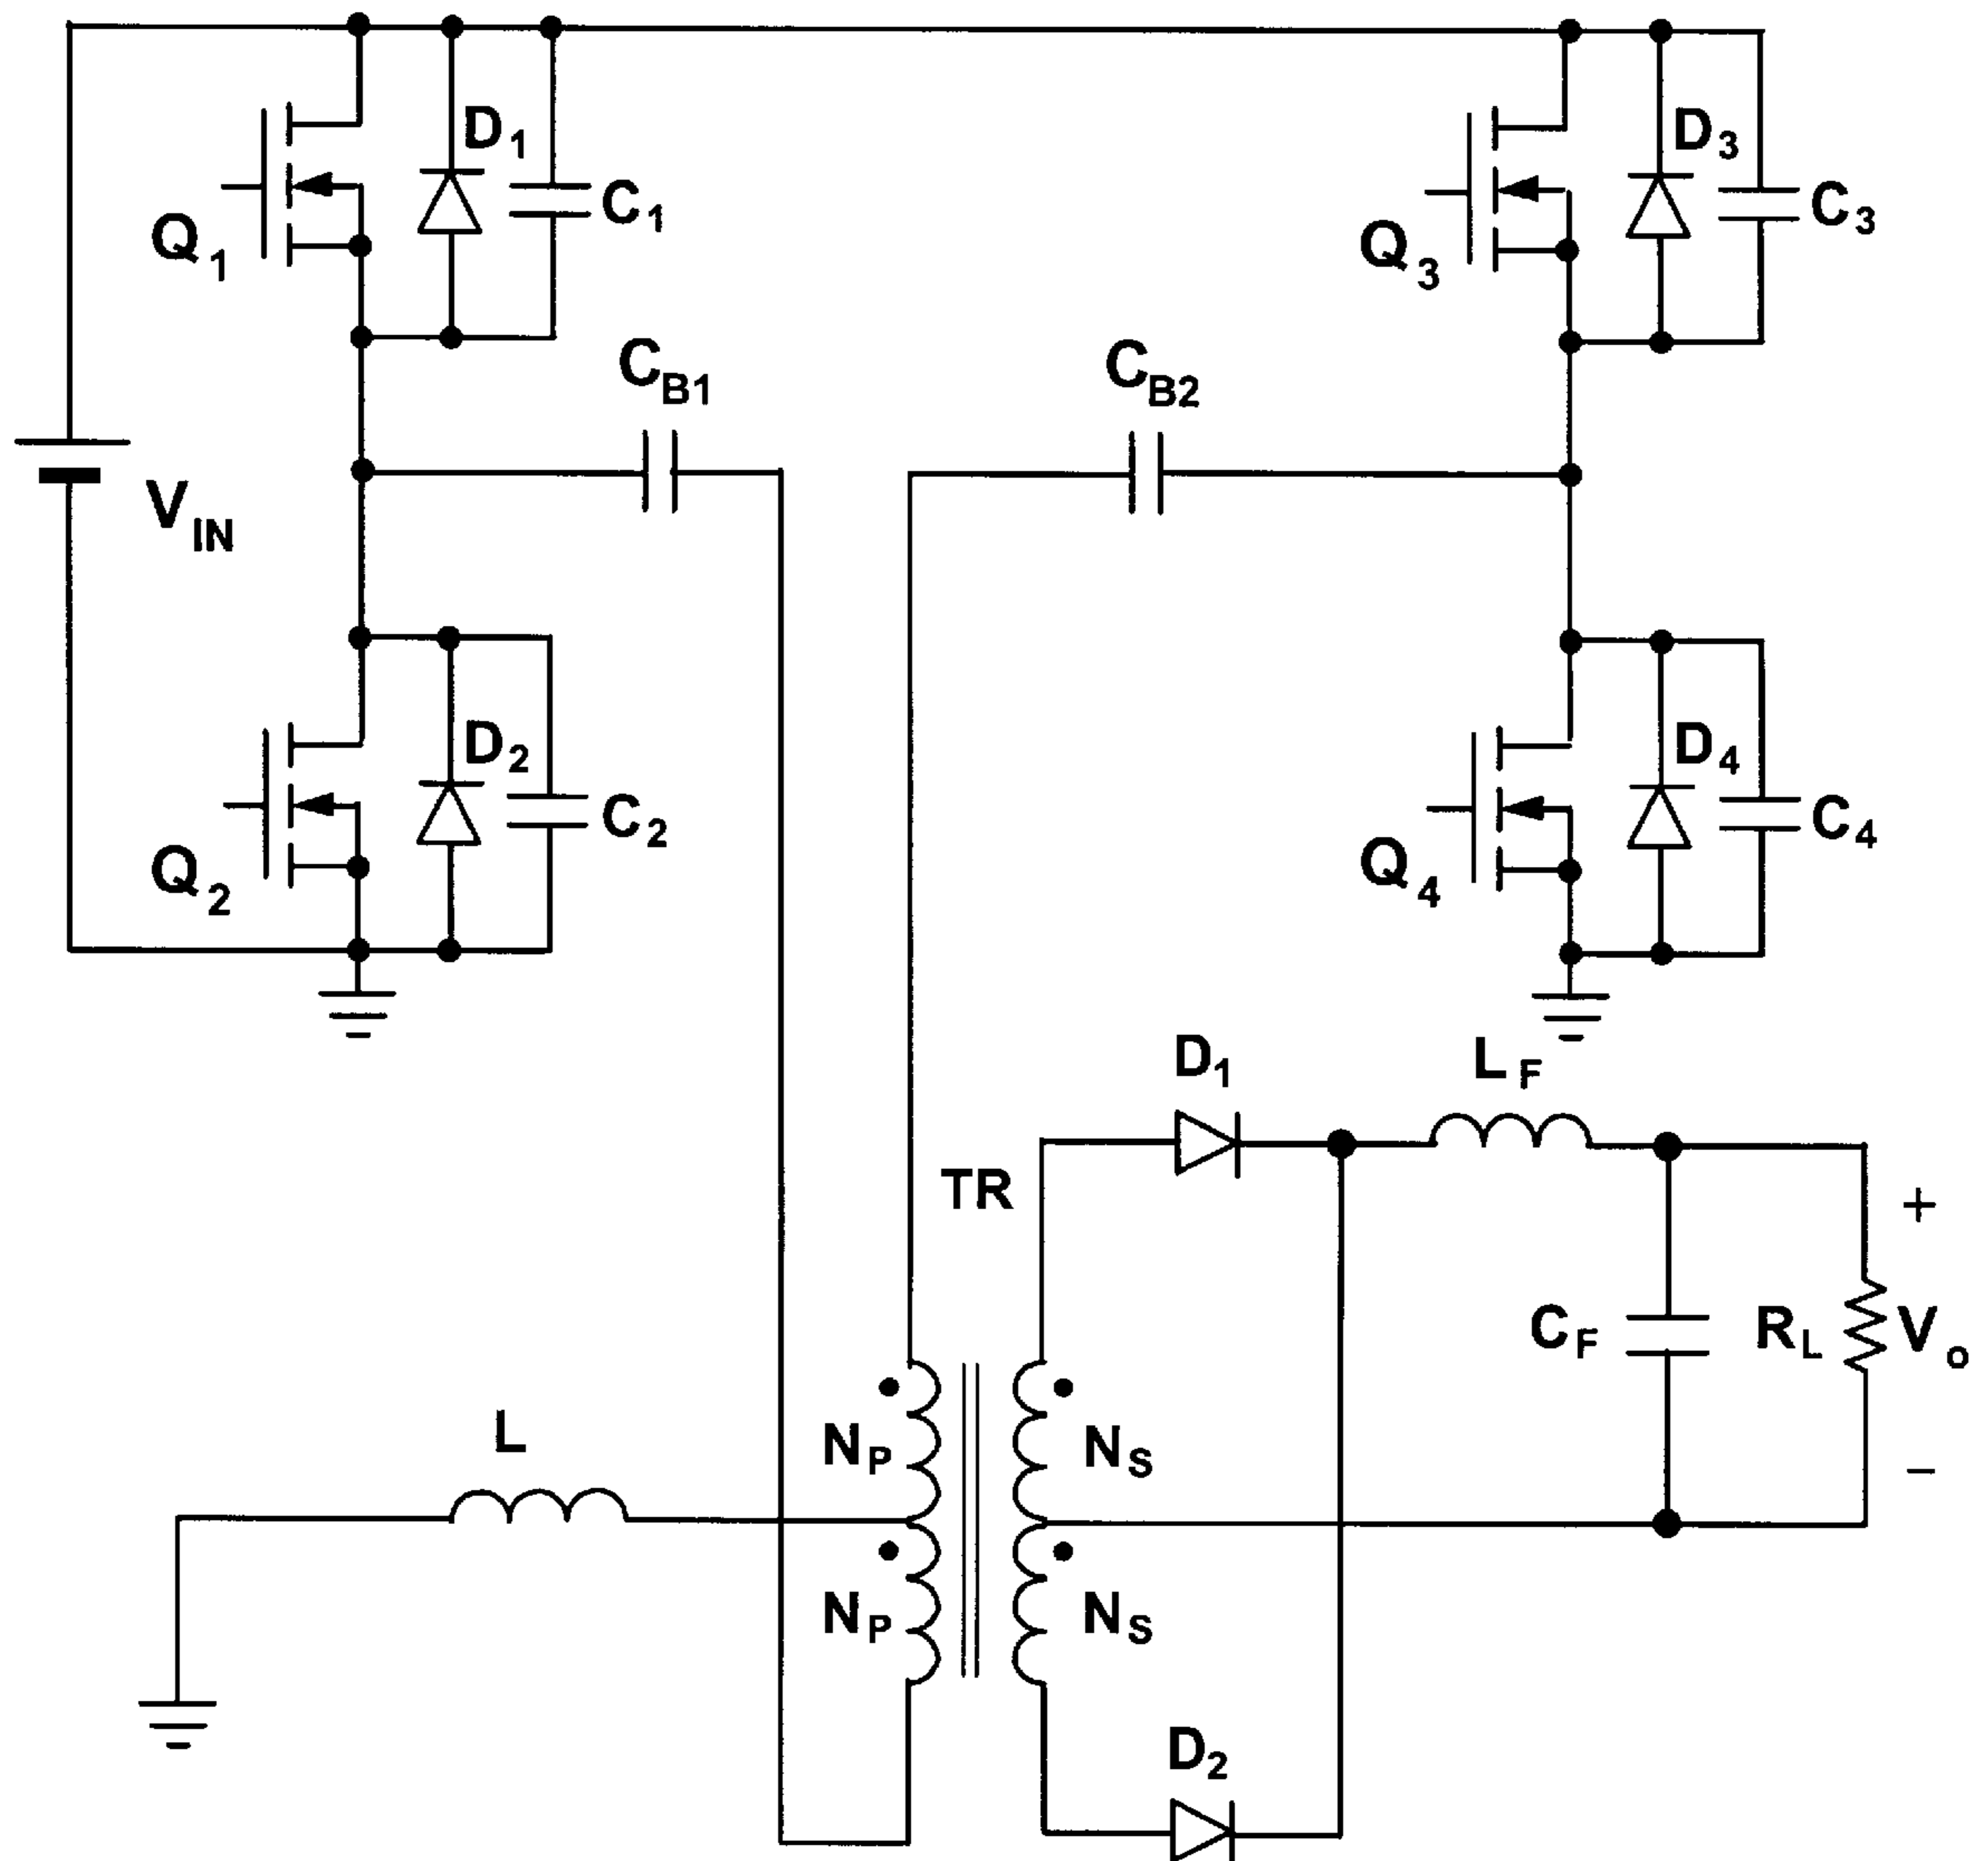 D1
C1
Q1
D3
C3
Q3
CB1
CB2
VIN
D2
C2
Q2
D4
C4
Q4
D1
LF
TR
+
CF
RL
Vo
L
NP
NS
−
NP
NS
D2